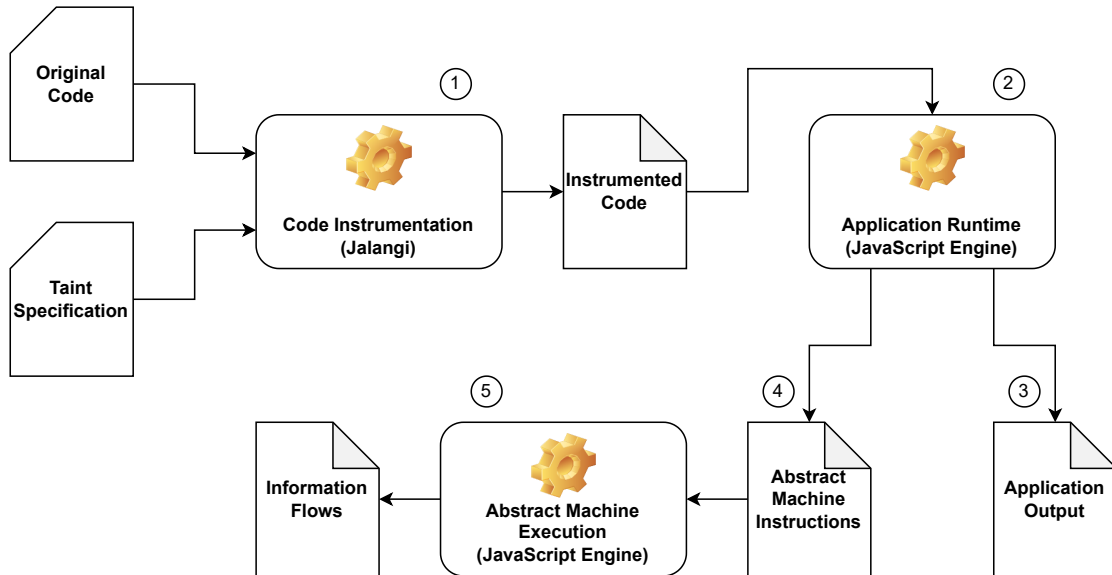 Original
Code
1
2
Code Instrumentation
(Jalangi)
Instrumented
Code
Application Runtime
(JavaScript Engine)
Taint
Specification
5
4
3
Information
Flows
Abstract Machine
Execution
(JavaScript Engine)
Abstract
Machine
Instructions
Application
Output